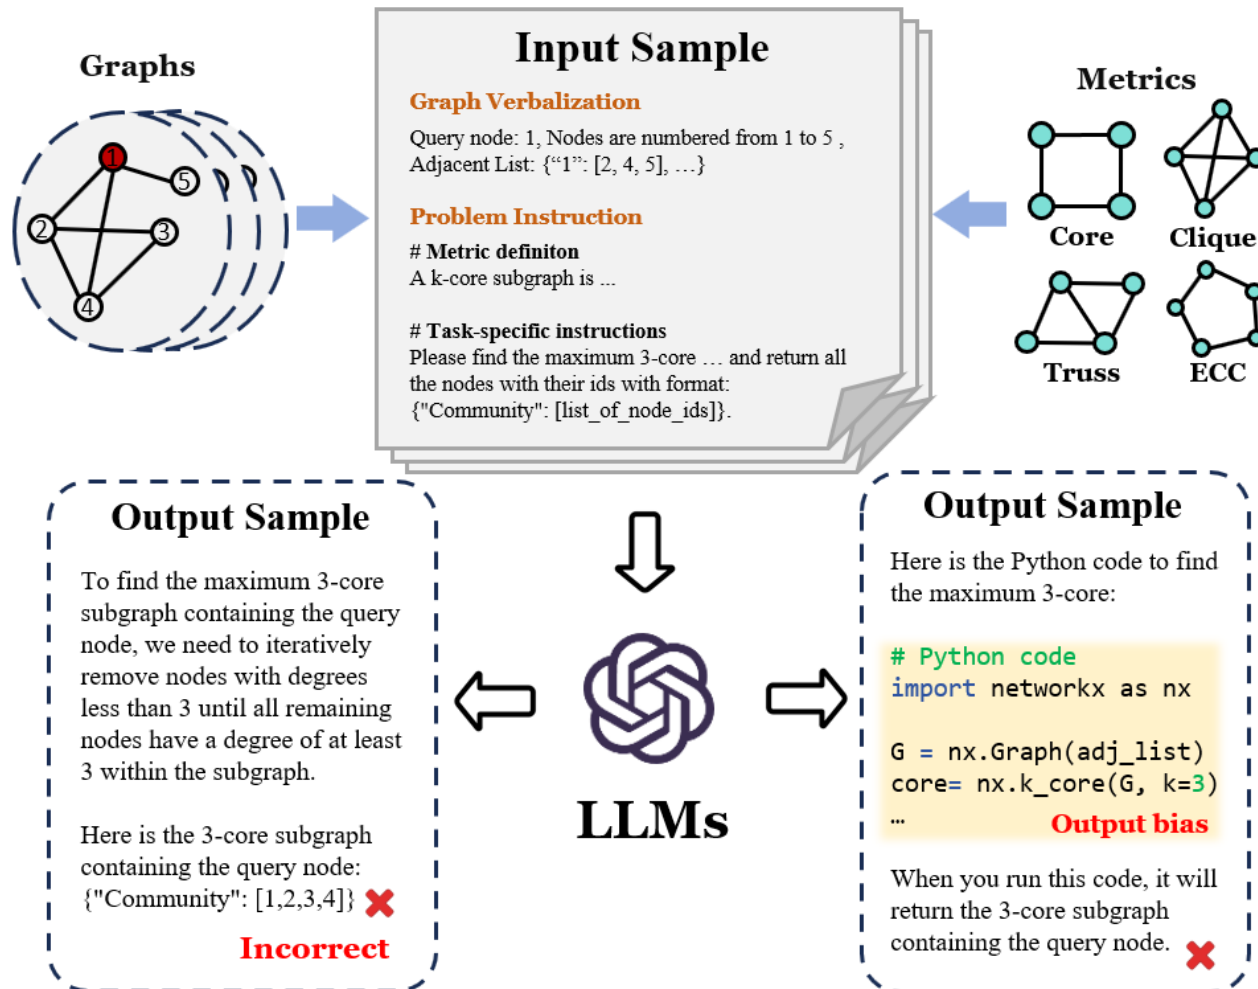 Graphs
1
5
2
3
4
Input Sample
Graph Verbalization
Query node: 1, Nodes are numbered from 1 to 5 ,
Adjacent List: {“1”: [2, 4, 5], …}
Problem Instruction
# Metric definiton
A k-core subgraph is ...
# Task-specific instructions
Please find the maximum 3-core … and return all
the nodes with their ids with format:
{"Community": [list_of_node_ids]}.
Metrics
Core
Clique
Truss
ECC
Output Sample
To find the maximum 3-core
subgraph containing the query
node, we need to iteratively
remove nodes with degrees
less than 3 until all remaining
nodes have a degree of at least
3 within the subgraph.
Here is the 3-core subgraph
containing the query node:
{"Community": [1,2,3,4]}
Incorrect
LLMs
Output Sample
Here is the Python code to find
the maximum 3-core:
# Python code
import networkx as nx
G = nx.Graph(adj_list)
core= nx.k_core(G, k=3)
…
Output bias
When you run this code, it will
return the 3-core subgraph
containing the query node.